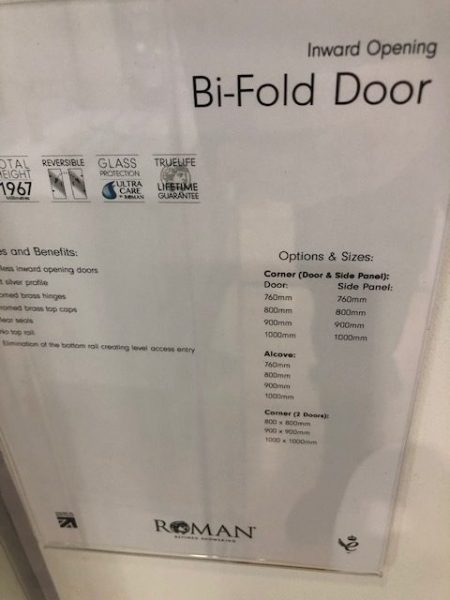 Inward Opening
Bi-Fold Door
OTAL
EIGHT
1967
REVERSIBLE
GLASS
PROTECTION
ULTRA
CARE
BY ROMAN
TRUELIFE
LIFETIME
GUARANTEE
es and Benefits:
less inward opening doors
t silver profile
omed brass hinges
romed brass top caps
lear seals
No top rail
Elimination of the bottom rail creating level access entry
Options & Sizes:
Corner (Door & Side Panel):
Door: Side Panel:
760mm 760mm
800mm 800mm
900mm 900mm
1000mm 1000mm
Alcove:
760mm
800mm
900mm
1000mm
Corner (2 Doors):
800 x 800mm
900 x 900mm
1000 x 1000mm
ROMAN